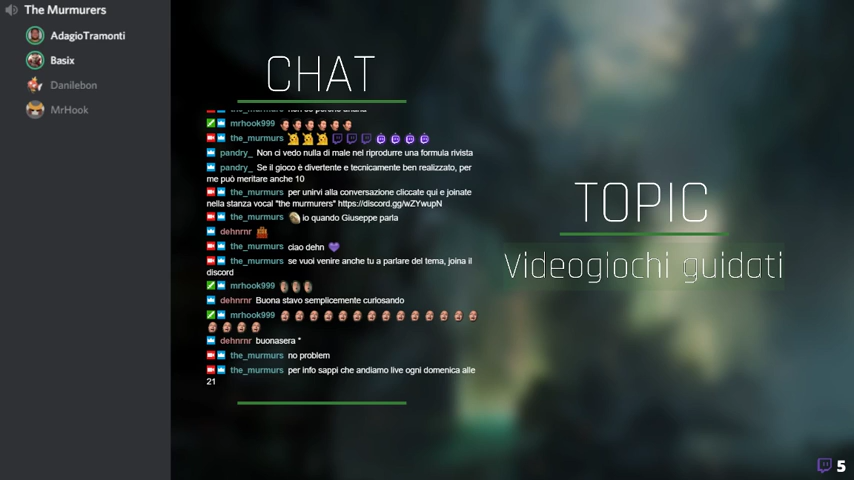 The Murmurers
AdagioTramonti
Basix
Danilebon
MrHook
CHAT
mrhook999
the_murmurs
pandry_ Non ci vedo nulla di male nel riprodurre una formula rivista
pandry_ Se il gioco è divertente e tecnicamente ben realizzato, per
me può meritare anche 10
the_murmurs per unirvi alla conversazione cliccate qui e joinate
nella stanza vocal "the murmurers" https://discord.gg/wZYwupN
the_murmurs io quando Giuseppe parla
dehnrnr
the_murmurs ciao dehn
the_murmurs se vuoi venire anche tu a parlare del tema, joina il
discord
mrhook999
dehnrnr Buona stavo semplicemente curiosando
mrhook999
dehnrnr buonasera *
the_murmurs no problem
the_murmurs per info sappi che andiamo live ogni domenica alle
21
TOPIC
Videogiochi guidati
5